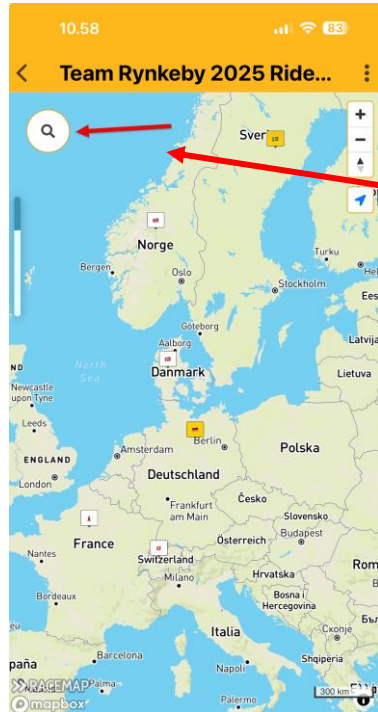 10.58
83
Team Rynkeby 2025 Ride...
Norge
Bergen
Oslo
Stockholm
Turku
Göteborg
Aalborg
Danmark
Latvija
Lietuva
North
Sea
Newcastle
upon Tyne
Leeds
ENGLAND
London
Amsterdam
Berlin
Polska
Deutschland
Frankfurt
am Main
Česko
Slovensko
Budapest
Österreich
Nantes
France
Switzerland
Milano
Hrvatska
Bosna i
Hercegovina
Bordeaux
Italia
Скопје
Shqipëria
Barcelona
Napoli
Palma
Palermo
RACEMAP
mapbox
300 km